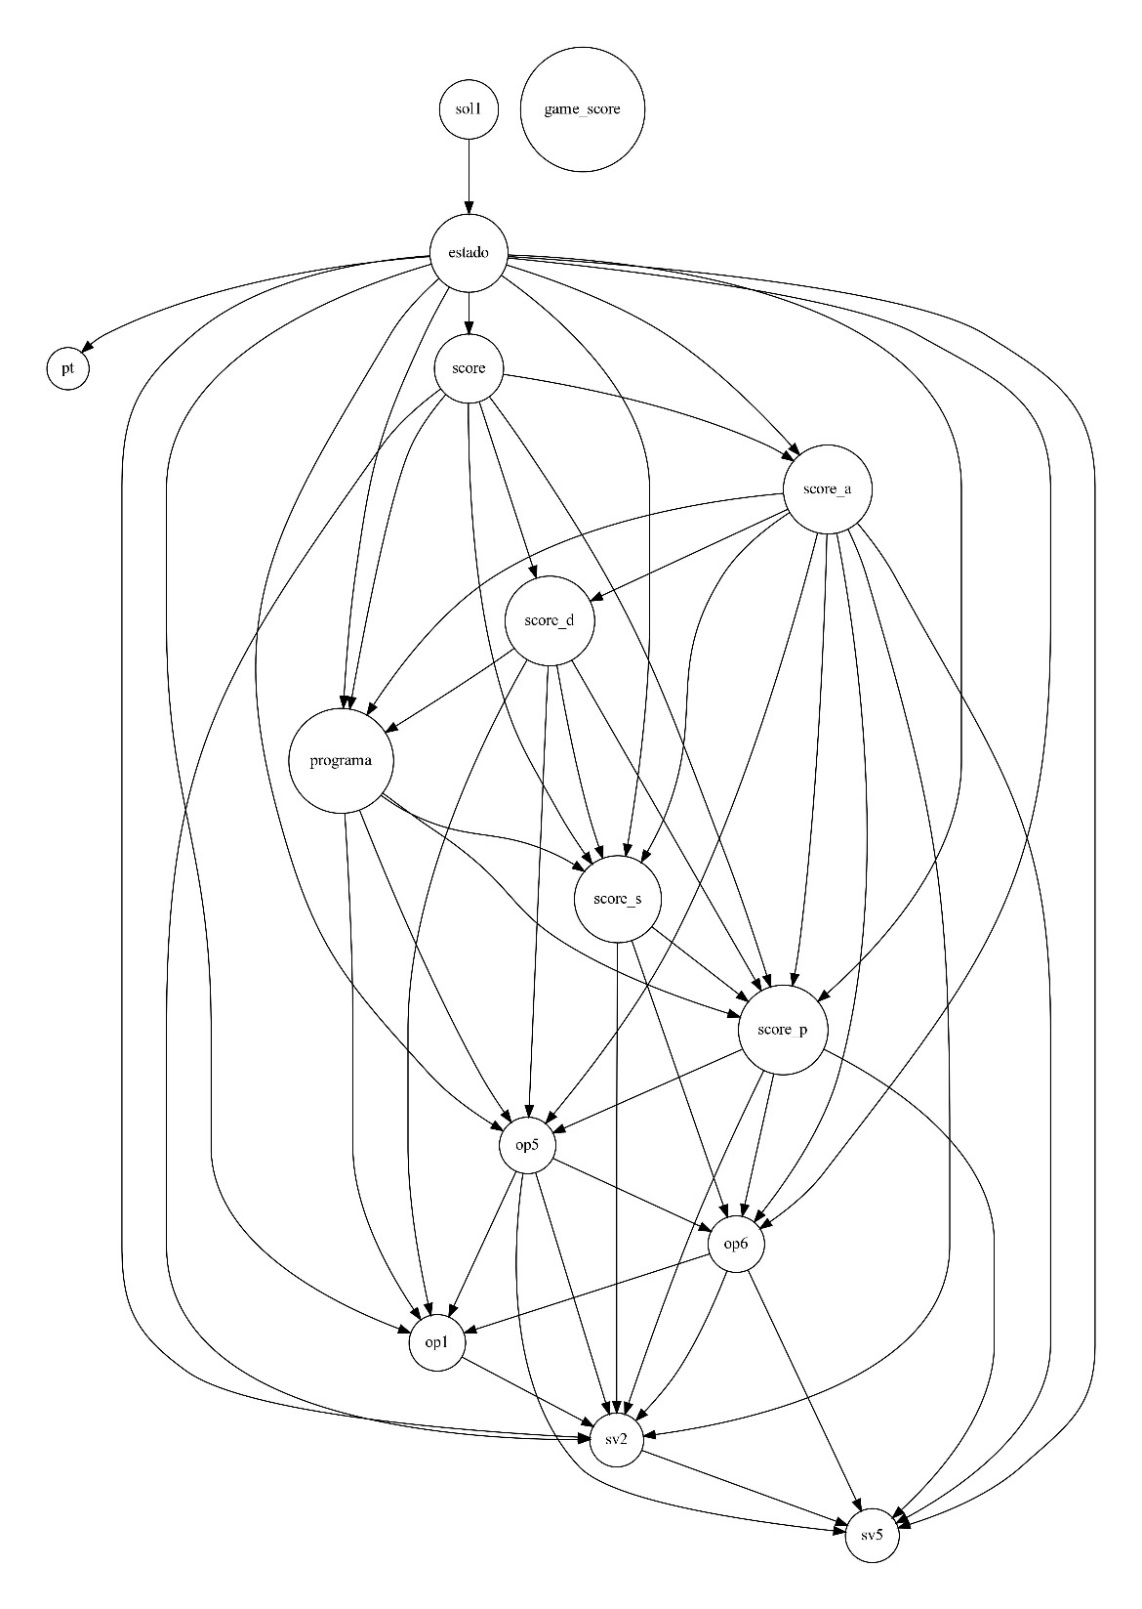 sol1
game_score
estado
pt
score
score_a
score_d
programa
score_s
score_p
op5
op6
op1
sv2
sv5